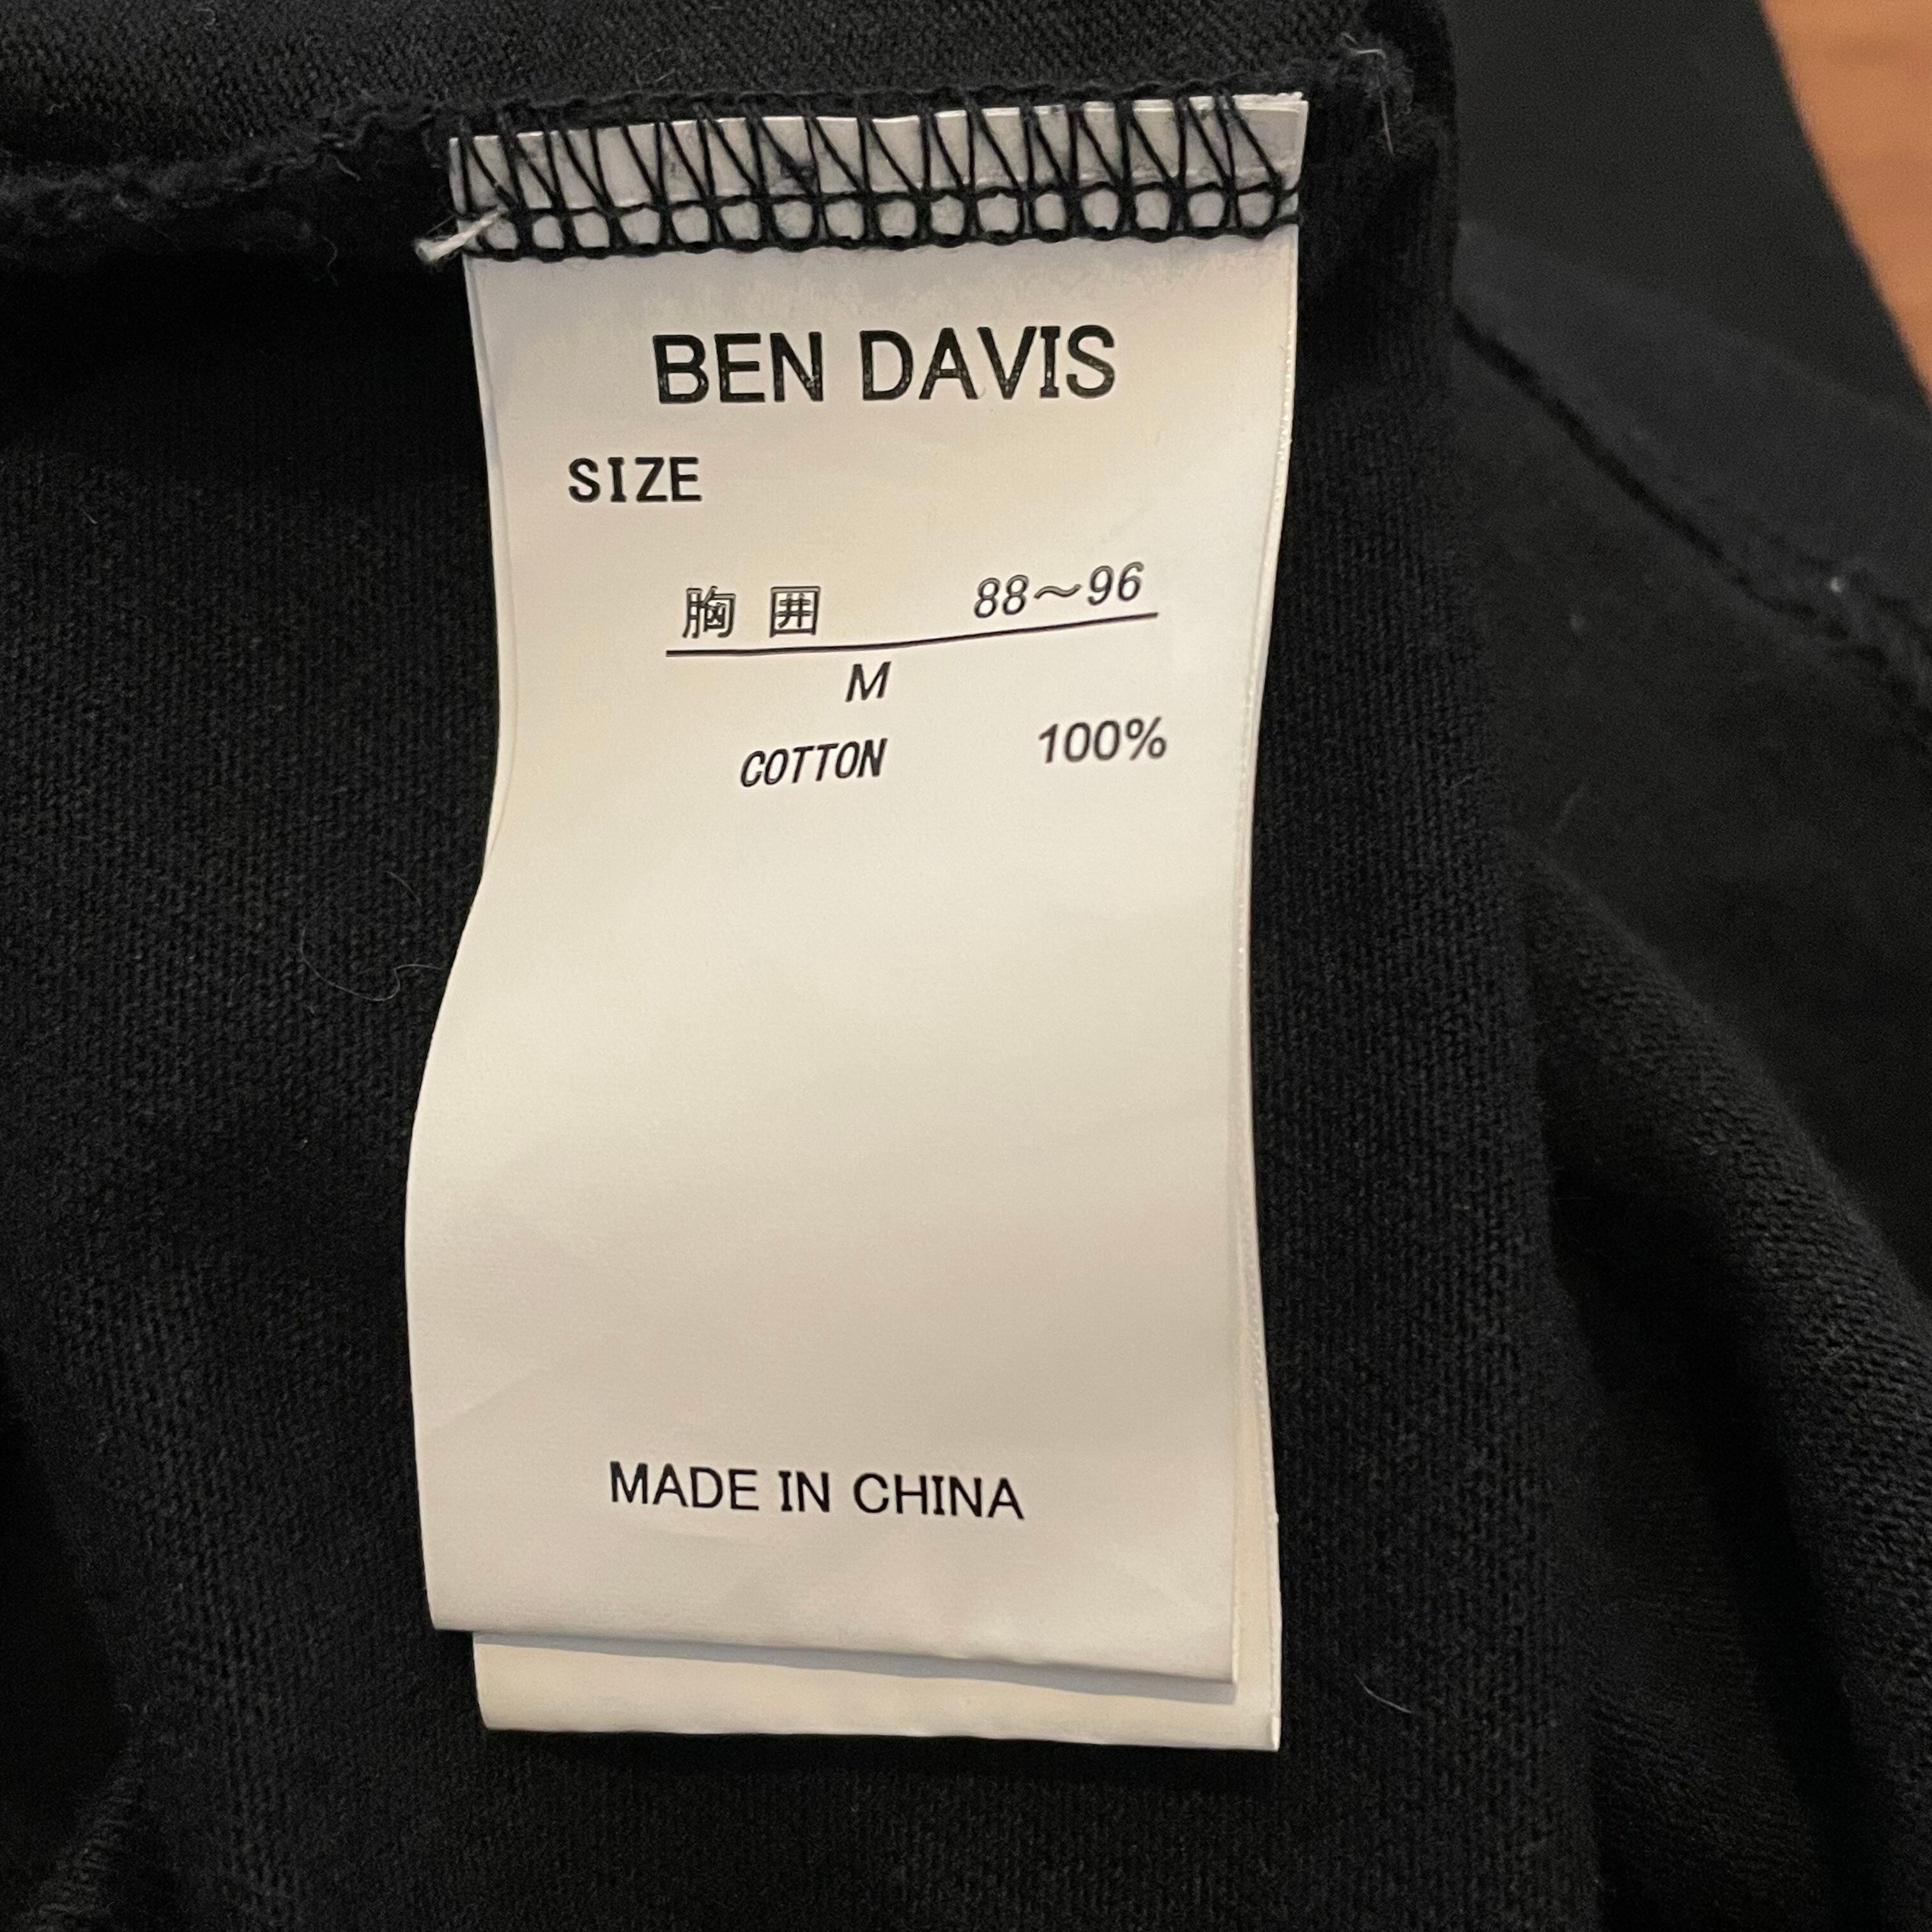 BEN DAVIS
SIZE
胸 囲 88～96
M
COTTON 100%
MADE IN CHINA